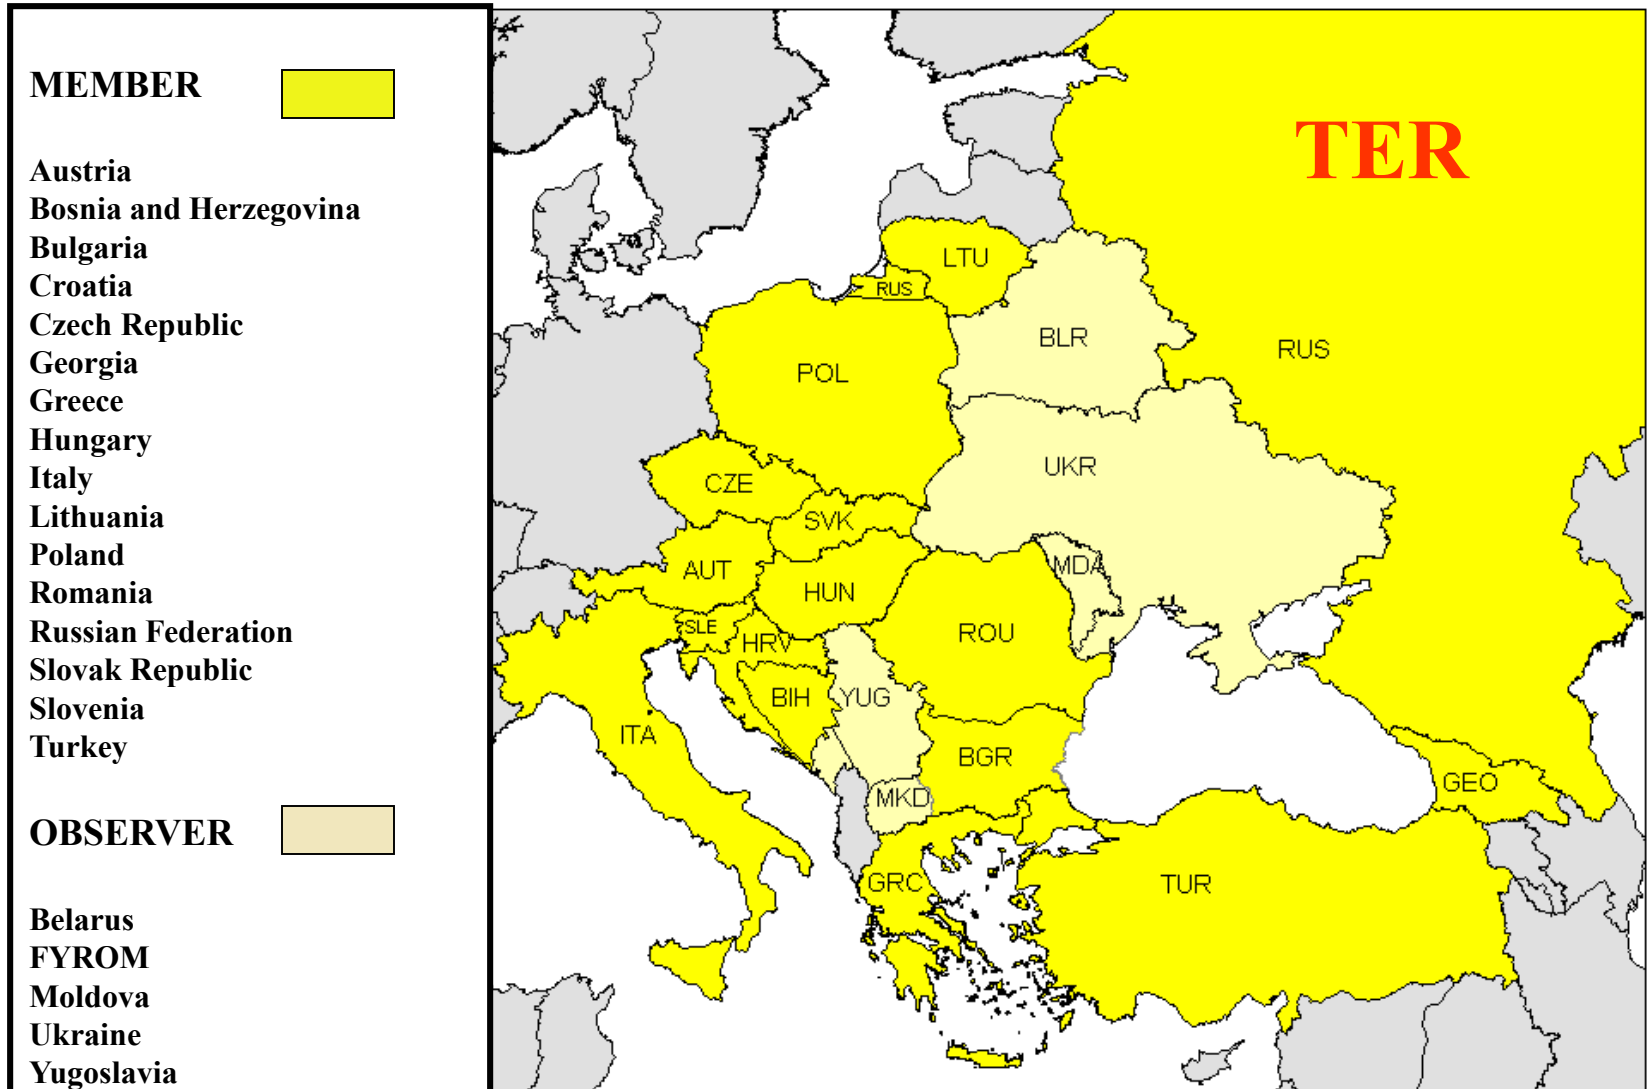 MEMBER
Austria
Bosnia and Herzegovina
Bulgaria
Croatia
Czech Republic
Georgia
Greece
Hungary
Italy
Lithuania
Poland
Romania
Russian Federation
Slovak Republic
Slovenia
Turkey
OBSERVER
Belarus
FYROM
Moldova
Ukraine
Yugoslavia
TER
LTU
RUS
BLR
RUS
POL
UKR
CZE
SVK
MDA
AUT
HUN
SLE
HRV
ROU
BIH
YUG
ITA
BGR
GEO
MKD
GRC
TUR